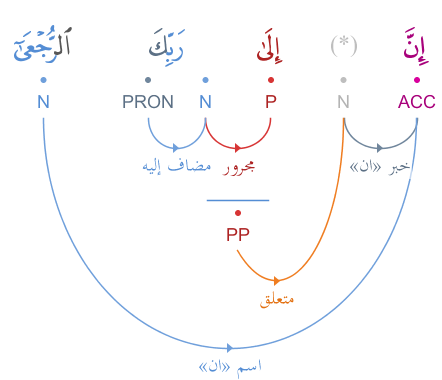 إِنَّ (*) إِلَىٰ رَبِّكَ ٱلرُّجْعَىٰٓ
ACC N P N PRON N
خبر «ان» مجرور مضاف إليه
PP
متعلق
اسم «ان»